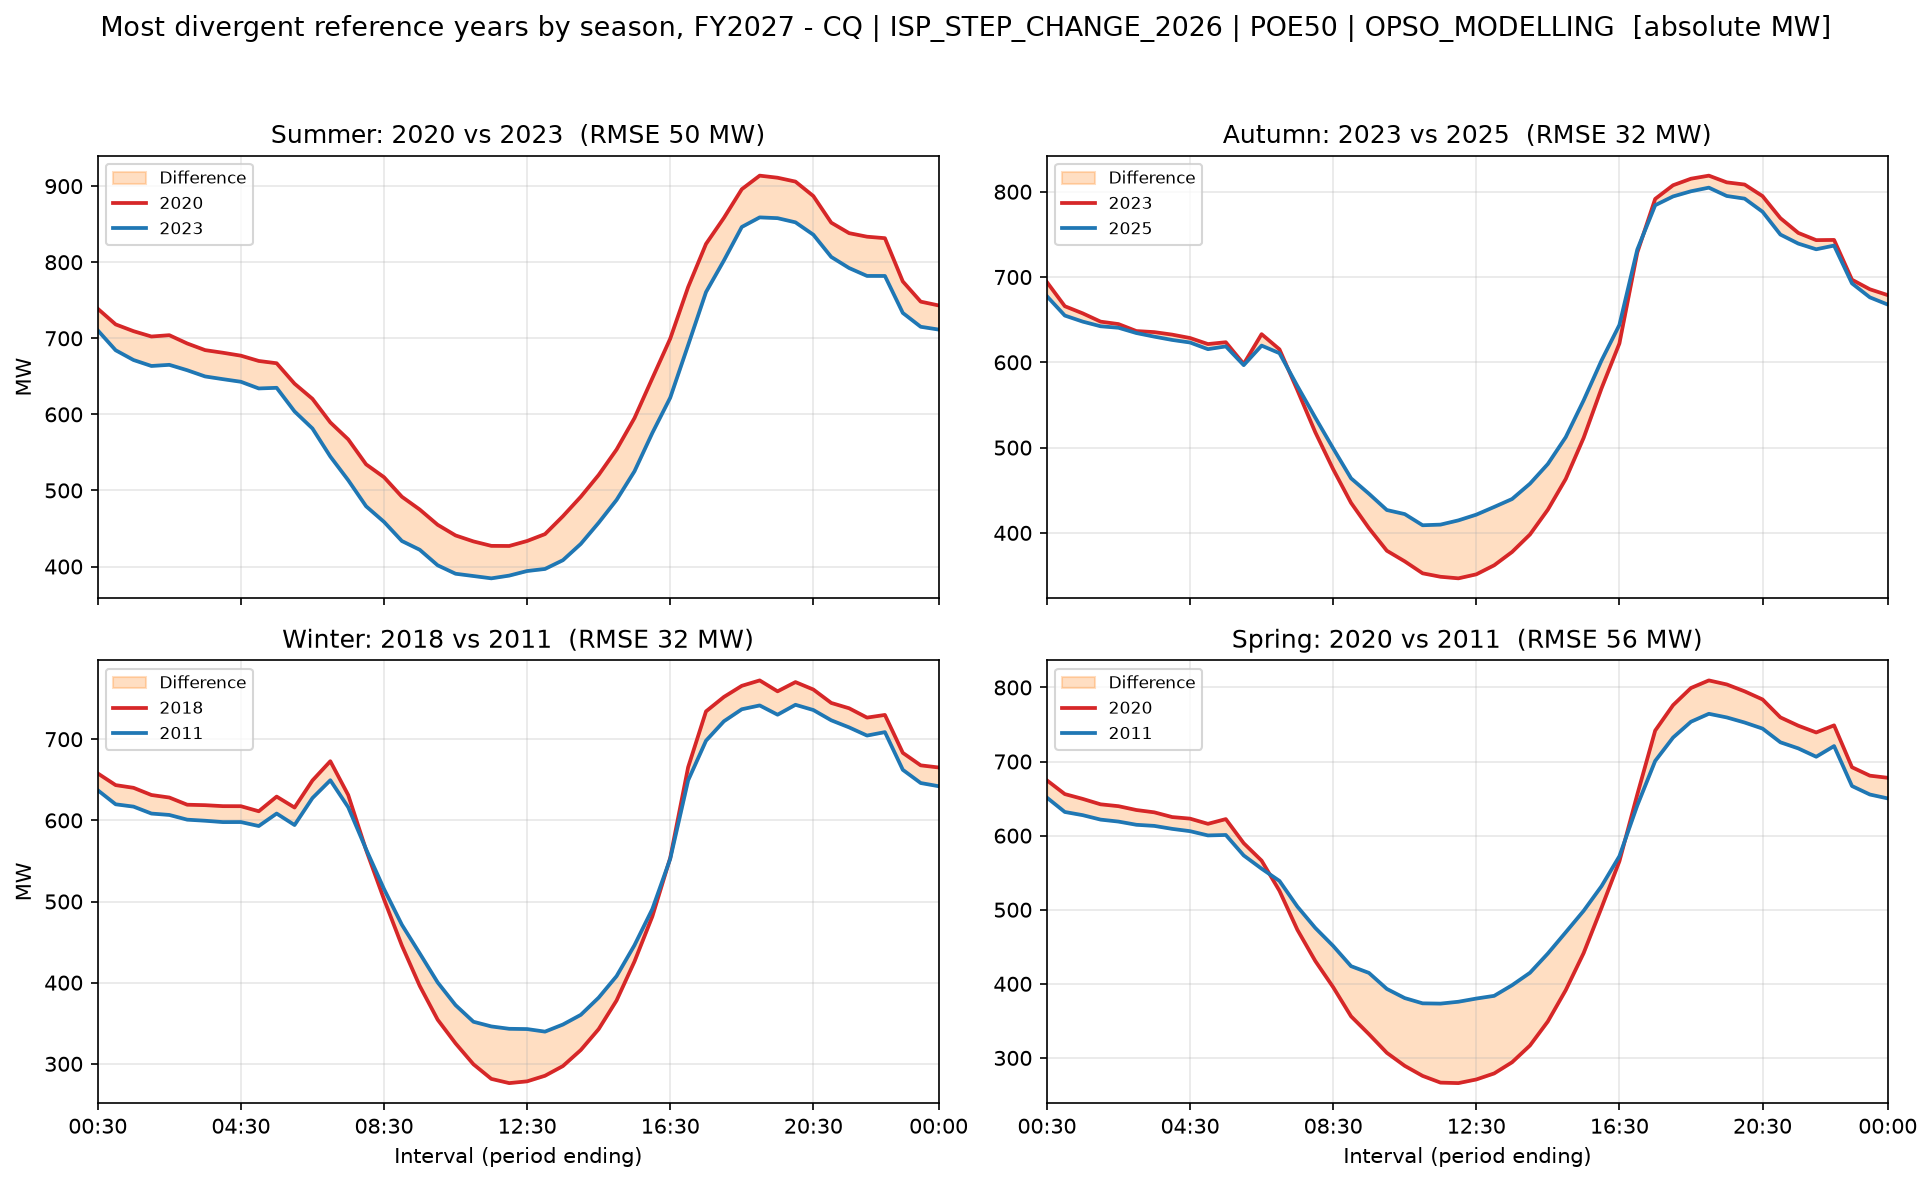 Most divergent reference years by season, FY2027 - CQ | ISP_STEP_CHANGE_2026 | POE50 | OPSO_MODELLING  [absolute MW]
Summer: 2020 vs 2023  (RMSE 50 MW)
Difference
2020
2023
900
800
700
600
500
400
MW
Autumn: 2023 vs 2025  (RMSE 32 MW)
Difference
2023
2025
800
700
600
500
400
Winter: 2018 vs 2011  (RMSE 32 MW)
Difference
2018
2011
700
600
500
400
300
MW
00:30 04:30 08:30 12:30 16:30 20:30 00:00
Interval (period ending)
Spring: 2020 vs 2011  (RMSE 56 MW)
Difference
2020
2011
800
700
600
500
400
300
00:30 04:30 08:30 12:30 16:30 20:30 00:00
Interval (period ending)